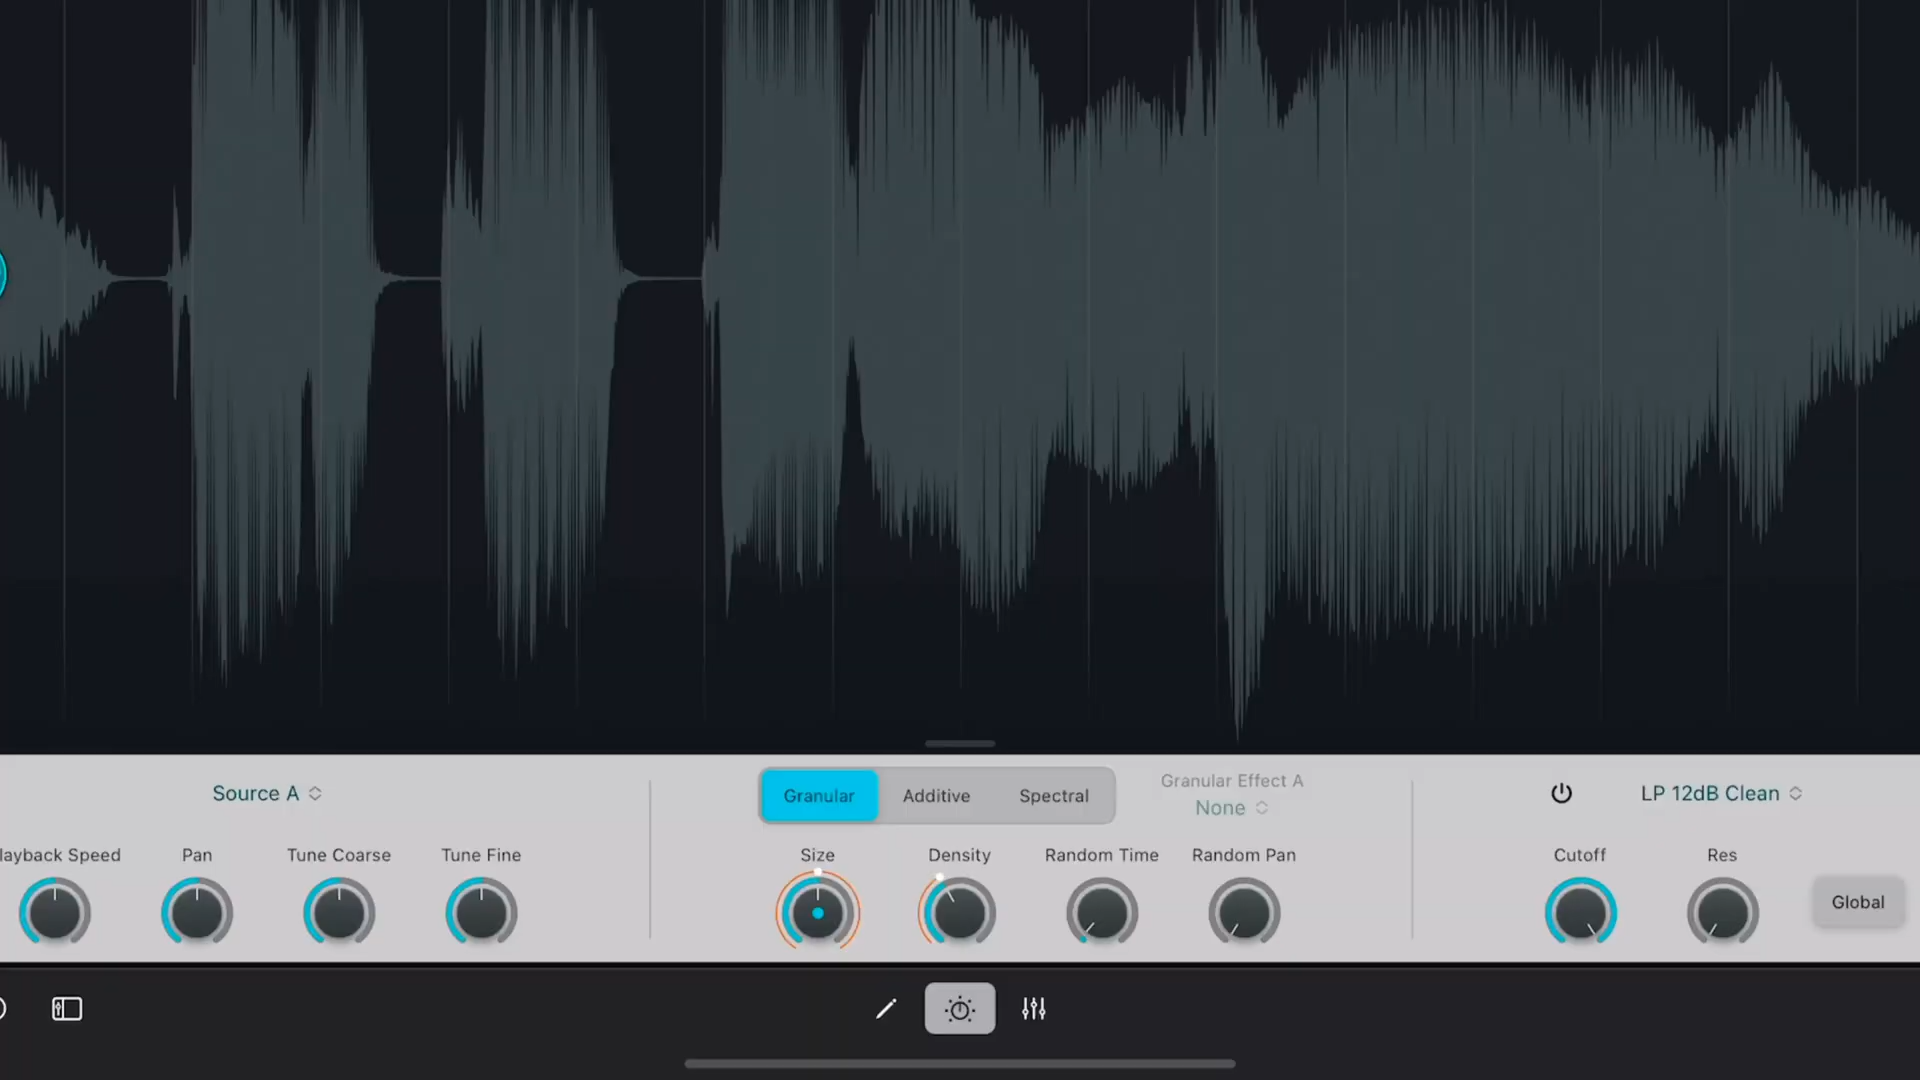 Source A
Granular Additive Spectral
Granular Effect A
None
LP 12dB Clean
layback Speed Pan Tune Coarse Tune Fine
Size Density Random Time Random Pan
Cutoff Res
Global